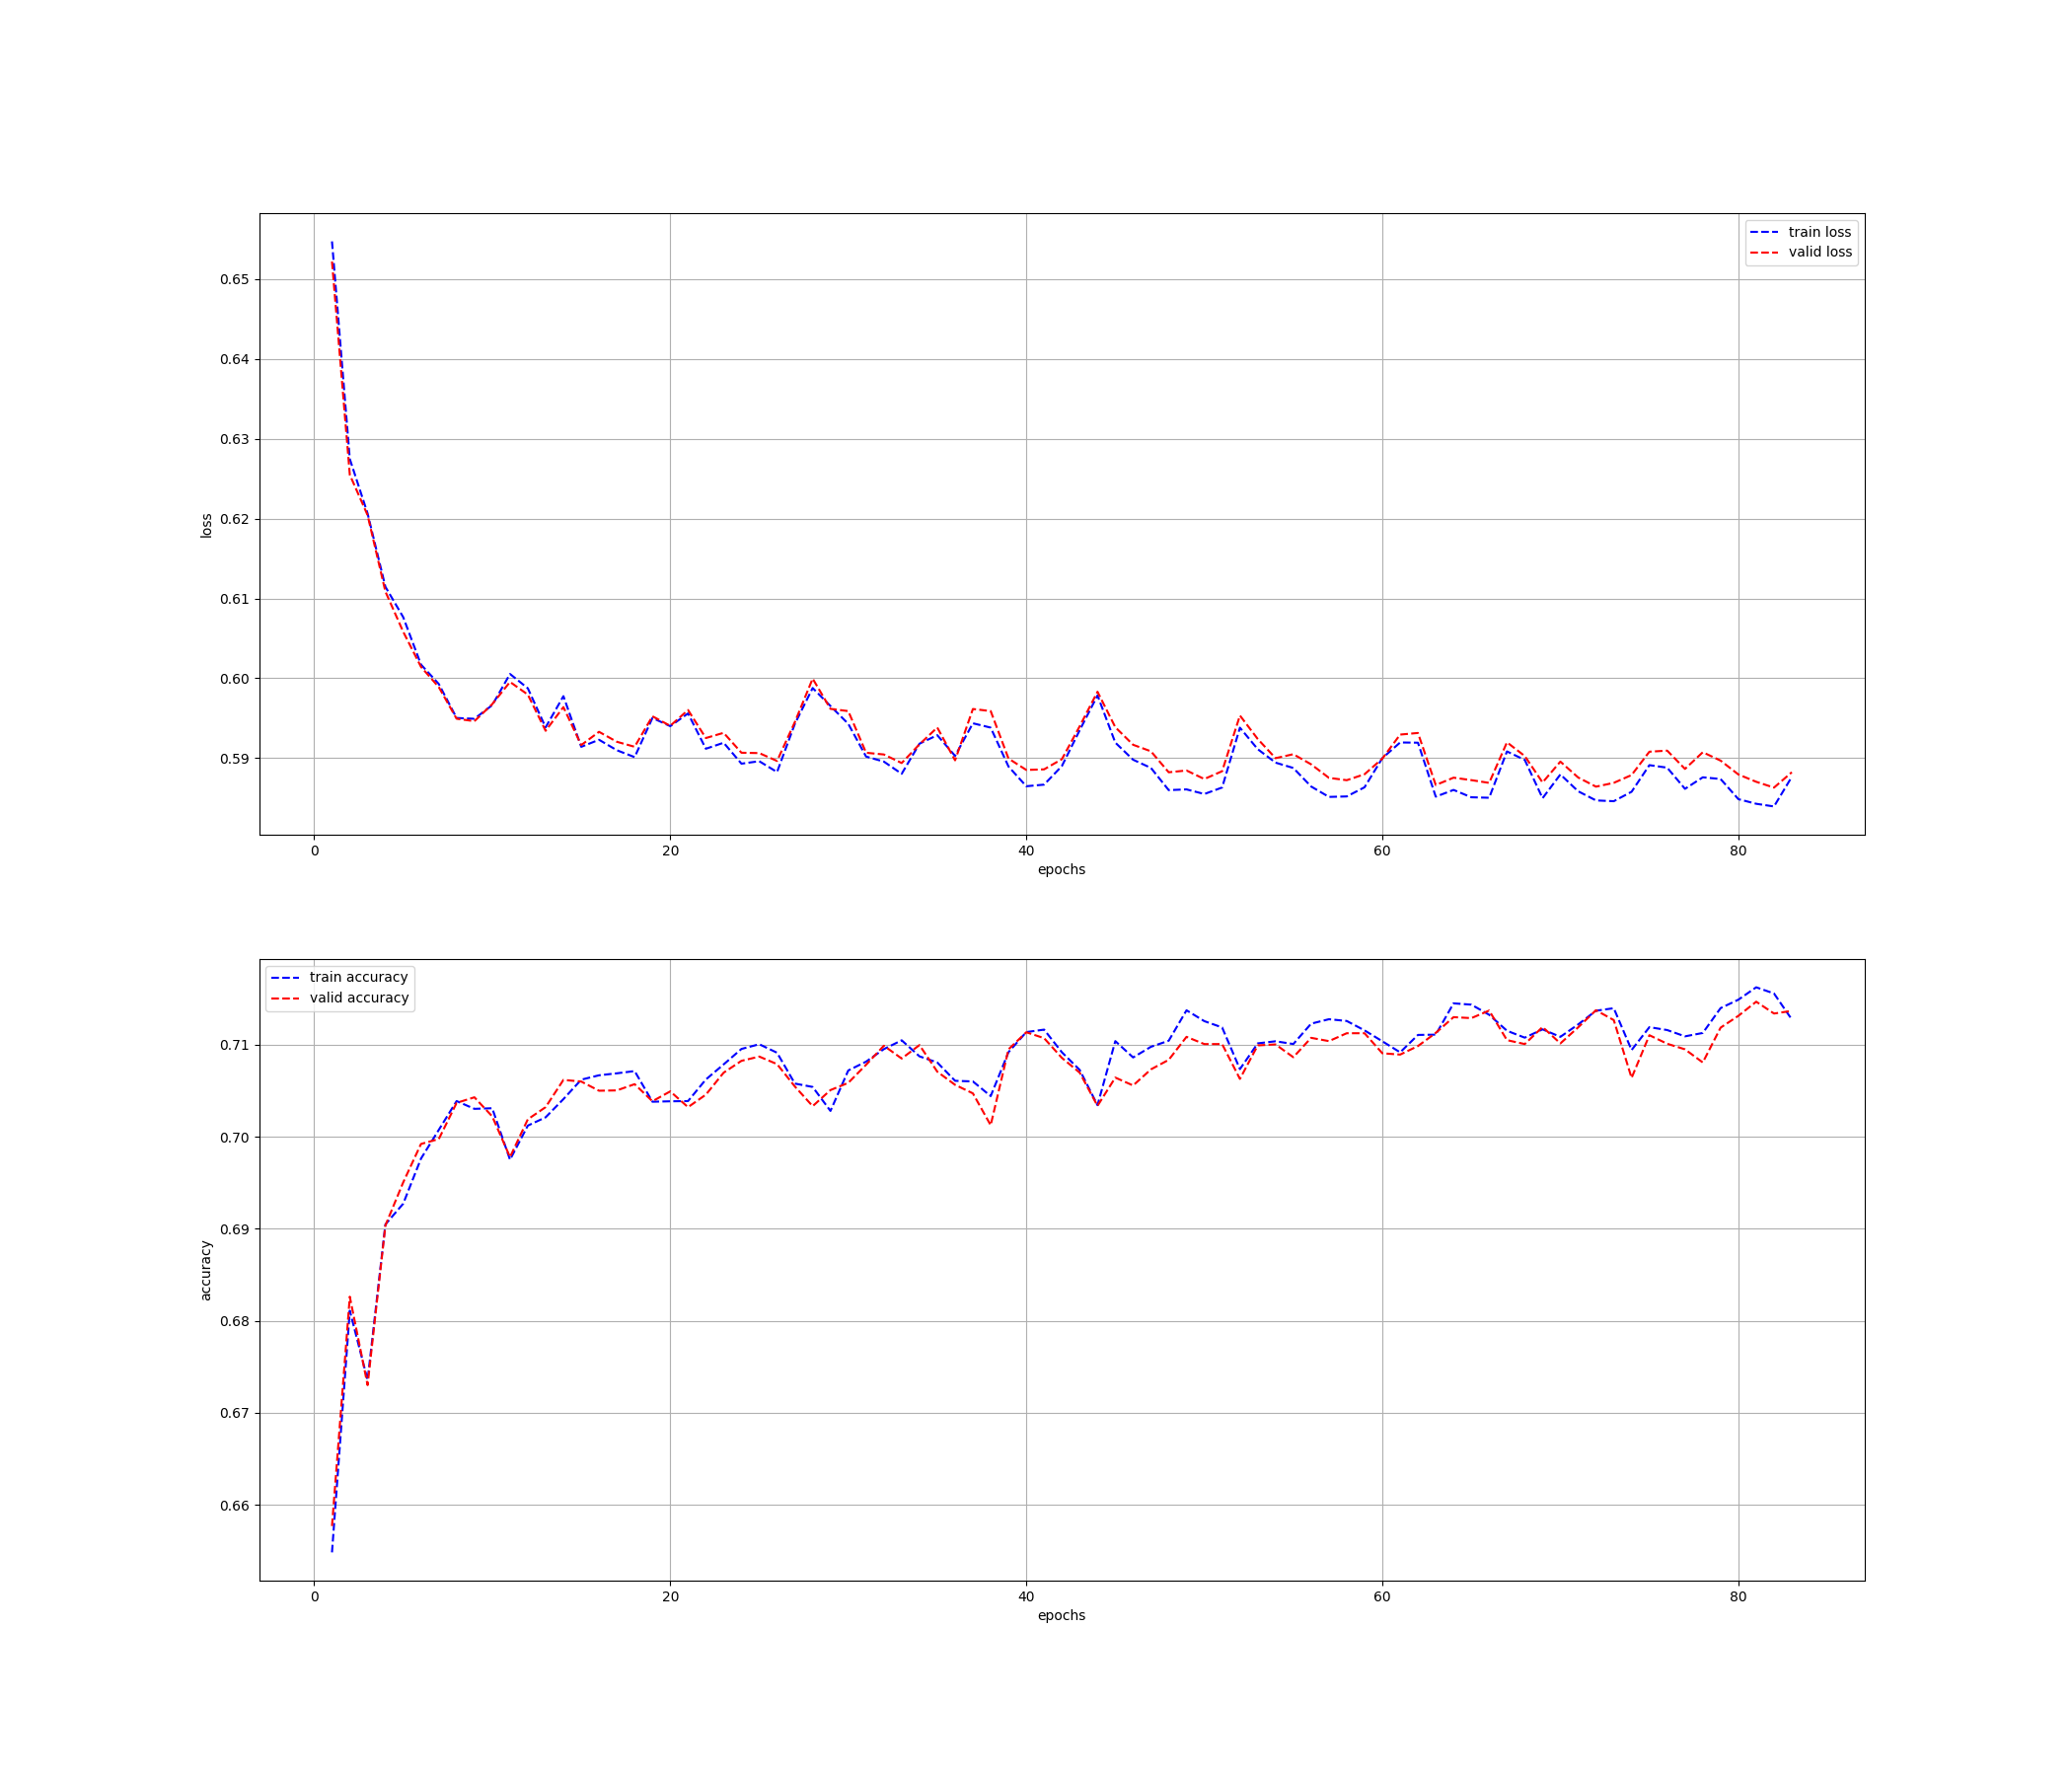 train loss
valid loss
0.65
0.64
0.63
0.62
0.61
0.60
0.59
loss
0 20 40 60 80
epochs
train accuracy
valid accuracy
0.71
0.70
0.69
0.68
0.67
0.66
accuracy
0 20 40 60 80
epochs